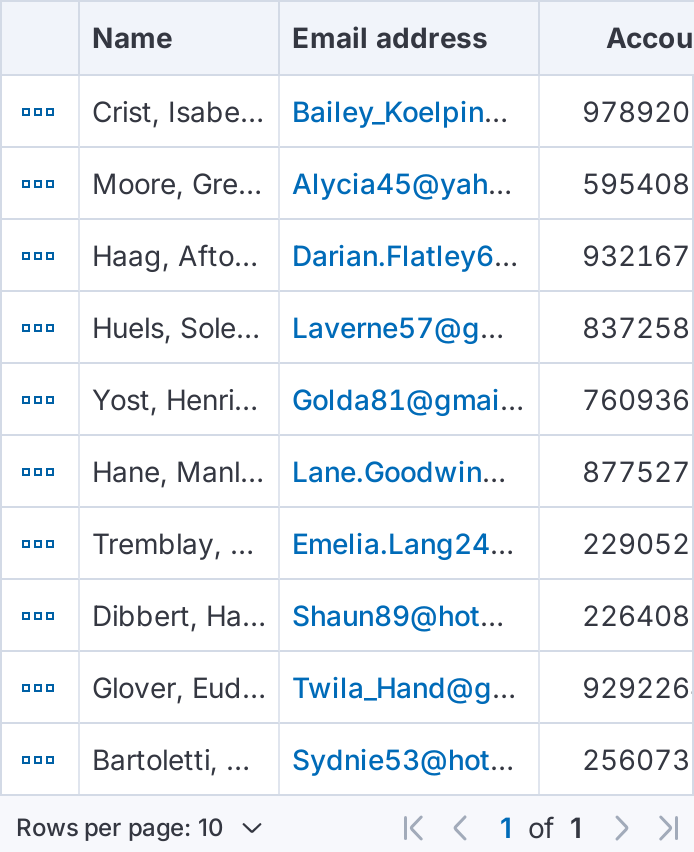 Name Email address Accou
Crist, Isabe... Bailey_Koelpin... 978920
Moore, Gre... Alycia45@yah... 595408
Haag, Afto... Darian.Flatley6... 932167
Huels, Sole... Laverne57@g... 837258
Yost, Henri... Golda81@gmai... 760936
Hane, Manl... Lane.Goodwin... 877527
Tremblay, ... Emelia.Lang24... 229052
Dibbert, Ha... Shaun89@hot... 226408
Glover, Eud... Twila_Hand@g... 929226
Bartoletti, ... Sydnie53@hot... 256073
Rows per page: 10 1 of 1